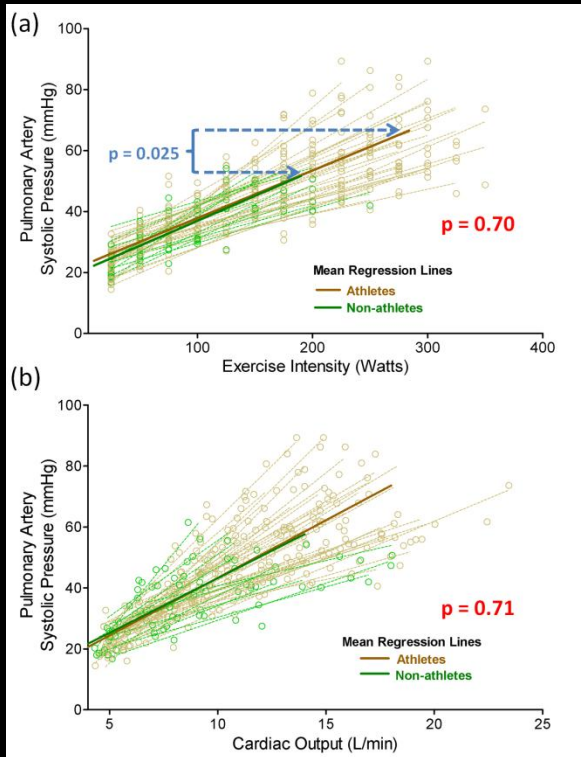 (a)
Pulmonary Artery
Systolic Pressure (mmHg)
100
80
60
40
20
0
p = 0.025
p = 0.70
Mean Regression Lines
Athletes
Non-athletes
100
200
300
400
Exercise Intensity (Watts)
(b)
Pulmonary Artery
Systolic Pressure (mmHg)
100
80
60
40
20
0
p = 0.71
Mean Regression Lines
Athletes
Non-athletes
5
10
15
20
25
Cardiac Output (L/min)